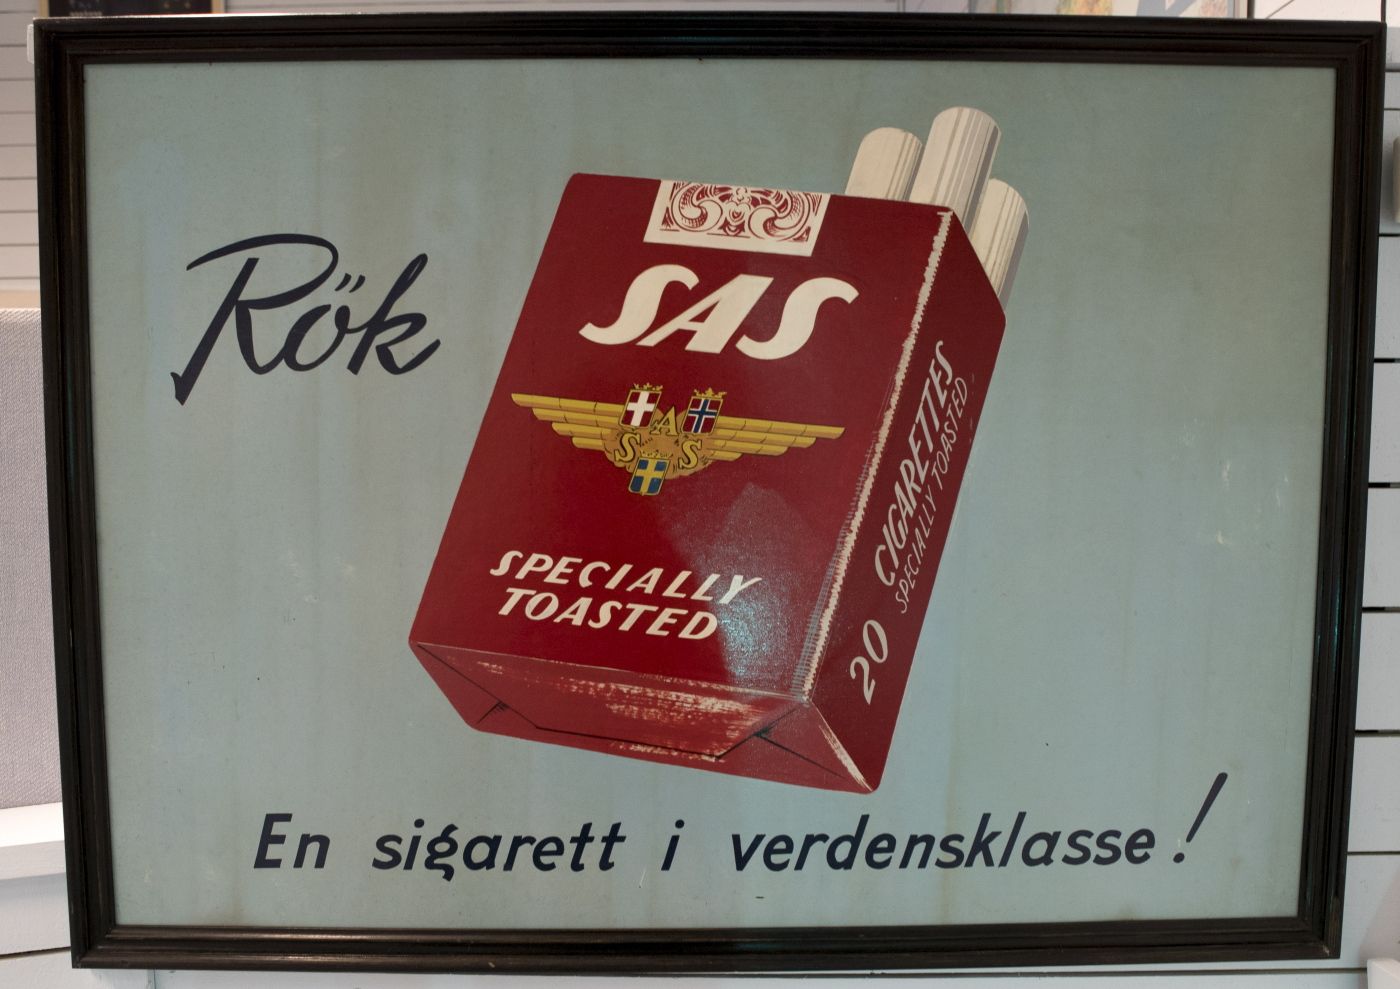 Rök
SAS
SAS
SPECIALLY
TOASTED
20 CIGARETTES
SPECIALLY TOASTED
En sigarett i verdensklasse!